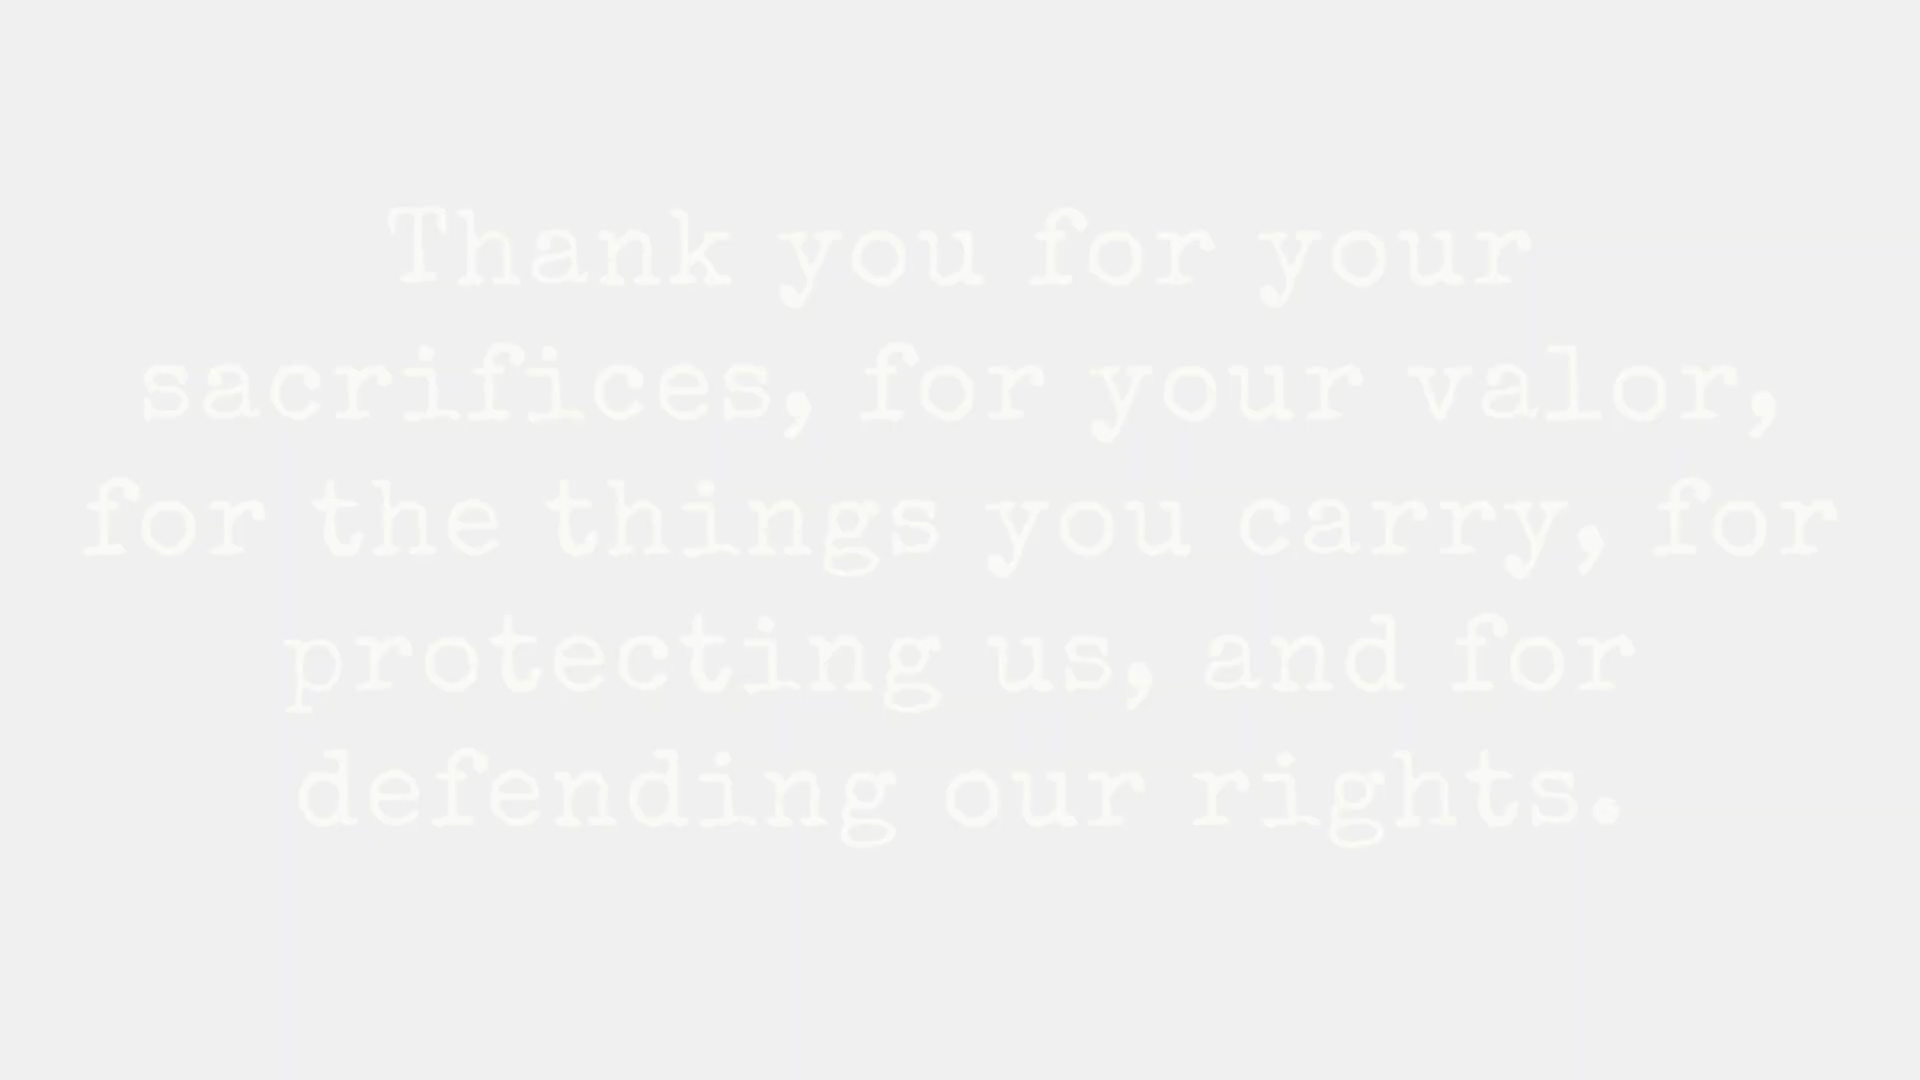 Thank you for your
sacrifices, for your valor,
for the things you carry, for
protecting us, and for
defending our rights.